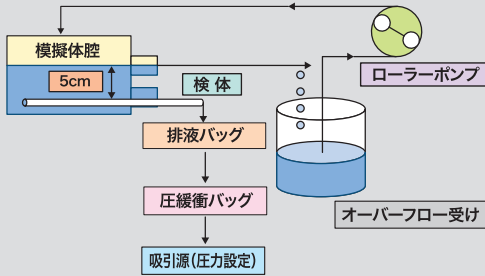 模擬体腔
5cm
検体
ローラーポンプ
排液バッグ
圧緩衝バッグ
オーバーフロー受け
吸引源(圧力設定)